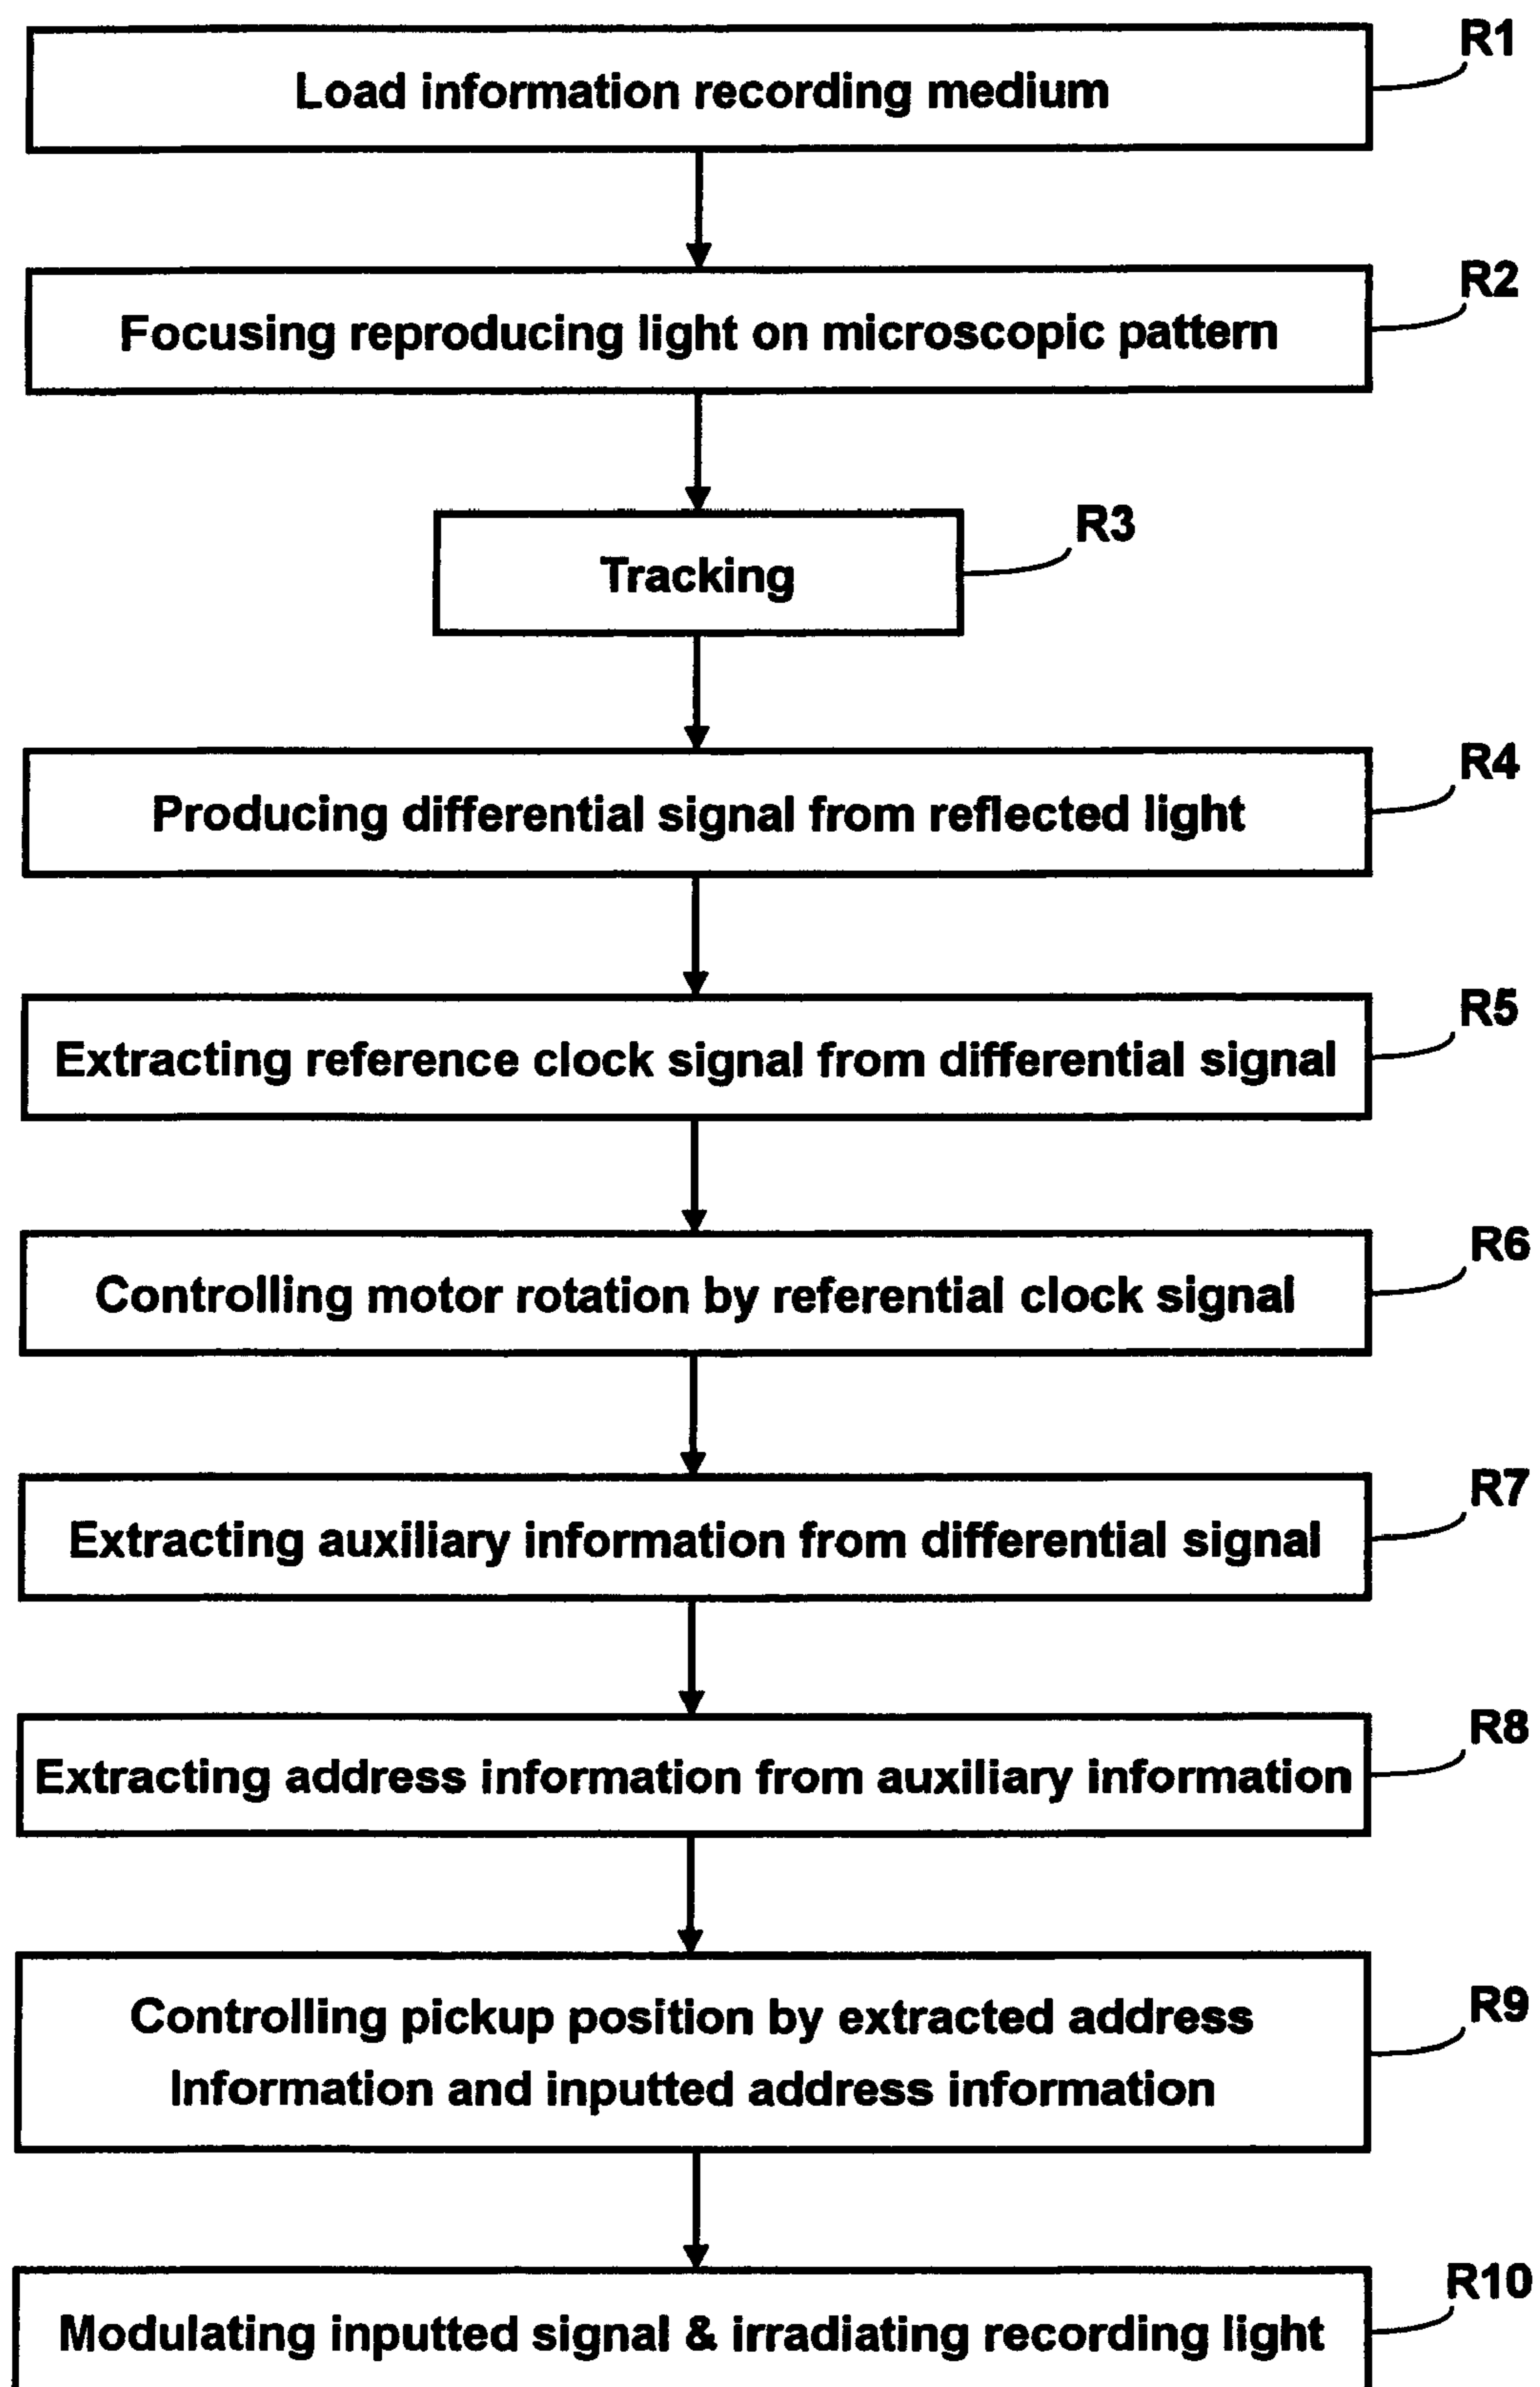 R1
Load information recording medium
R2
Focusing reproducing light on microscopic pattern
R3
Tracking
R4
Producing differential signal from reflected light
R5
Extracting reference clock signal from differential signal
R6
Controlling motor rotation by referential clock signal
R7
Extracting auxiliary information from differential signal
R8
Extracting address information from auxiliary information
R9
Controlling pickup position by extracted address
Information and inputted address information
R10
Modulating inputted signal & irradiating recording light